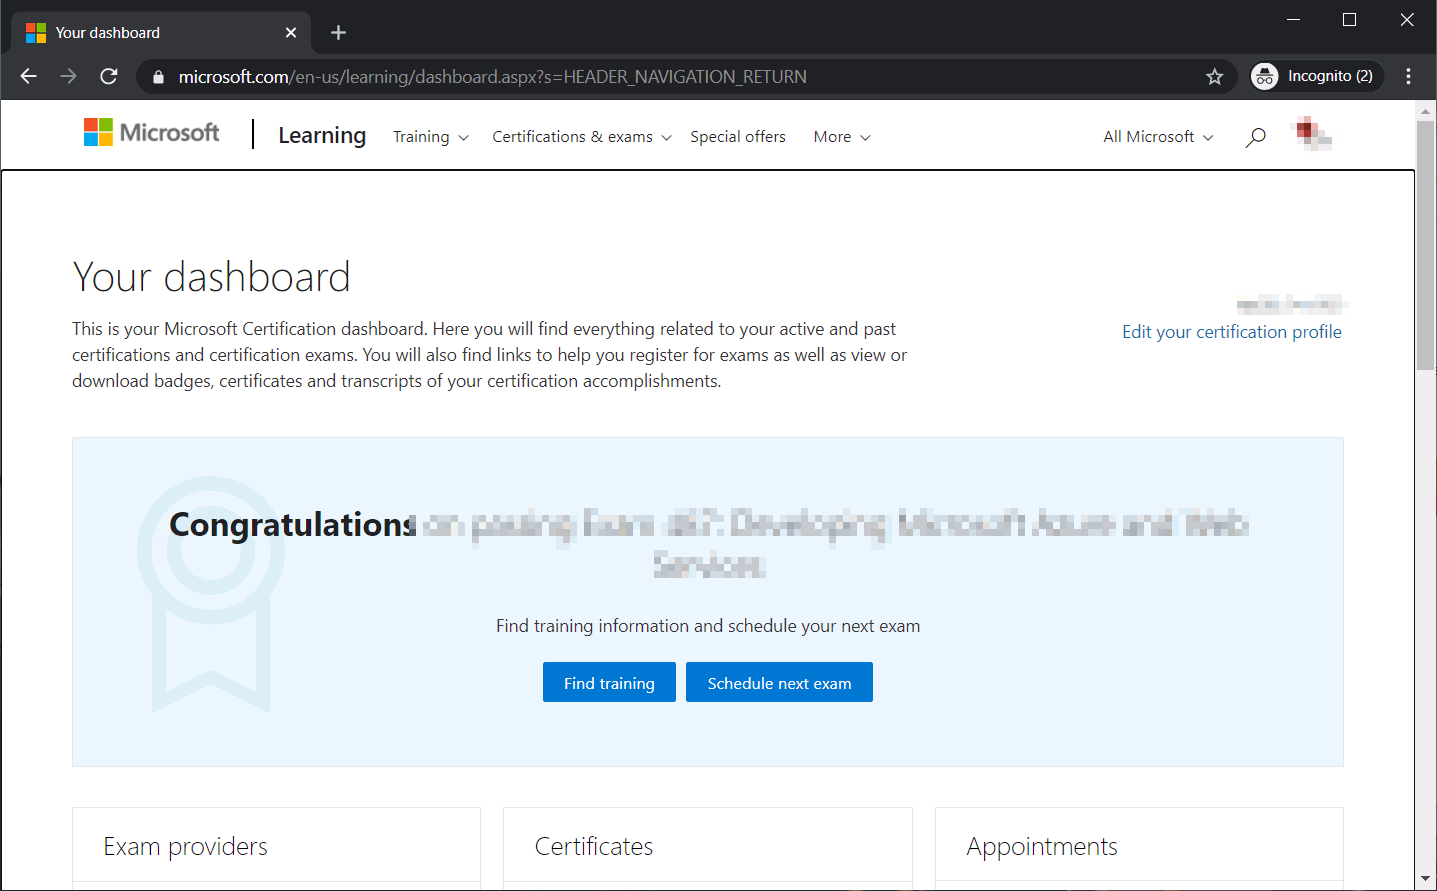 Your dashboard
microsoft.com/en-us/learning/dashboard.aspx?s=HEADER_NAVIGATION_RETURN
Incognito (2)
Microsoft
Learning
Training
Certifications & exams
Special offers
More
All Microsoft
Your dashboard
This is your Microsoft Certification dashboard. Here you will find everything related to your active and past
certifications and certification exams. You will also find links to help you register for exams as well as view or
download badges, certificates and transcripts of your certification accomplishments.
Edit your certification profile
Congratulations
Find training information and schedule your next exam
Find training
Schedule next exam
Exam providers
Certificates
Appointments